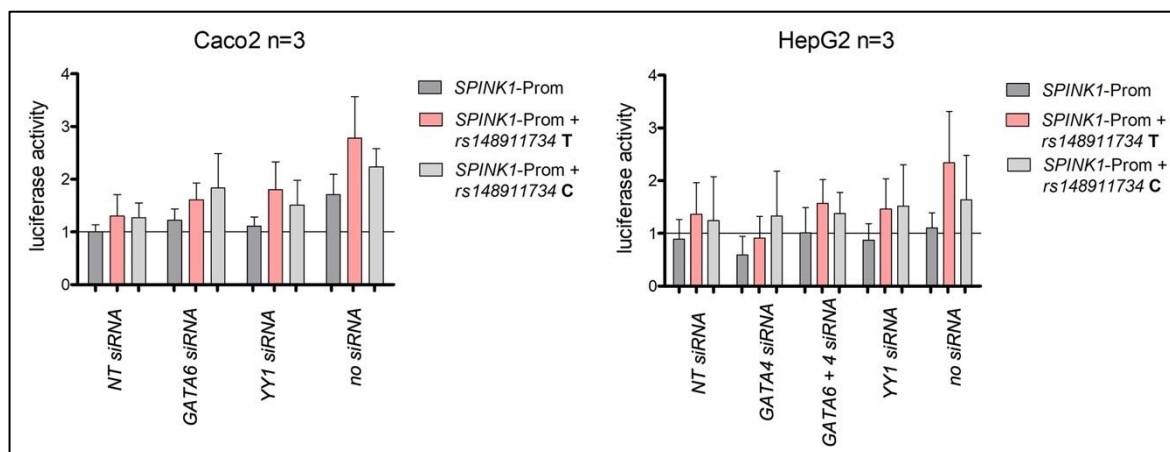 Caco2 n=3
luciferase activity
4
3
2
1
0
NT siRNA
GATA6 siRNA
YY1 siRNA
no siRNA
SPINK1-Prom
SPINK1-Prom +
rs148911734 T
SPINK1-Prom +
rs148911734 C
HepG2 n=3
luciferase activity
4
3
2
1
0
NT siRNA
GATA4 siRNA
GATA6 + 4 siRNA
YY1 siRNA
no siRNA
SPINK1-Prom
SPINK1-Prom +
rs148911734 T
SPINK1-Prom +
rs148911734 C